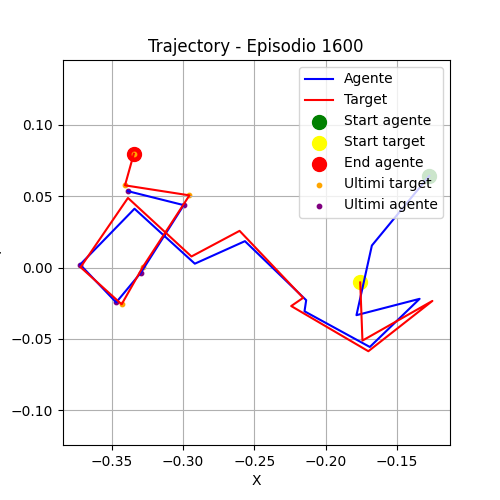 Trajectory - Episodio 1600
Agente
Target
Start agente
Start target
End agente
Ultimi target
Ultimi agente
0.10
0.05
0.00
−0.05
−0.10
−0.35
−0.30
−0.25
−0.20
−0.15
X